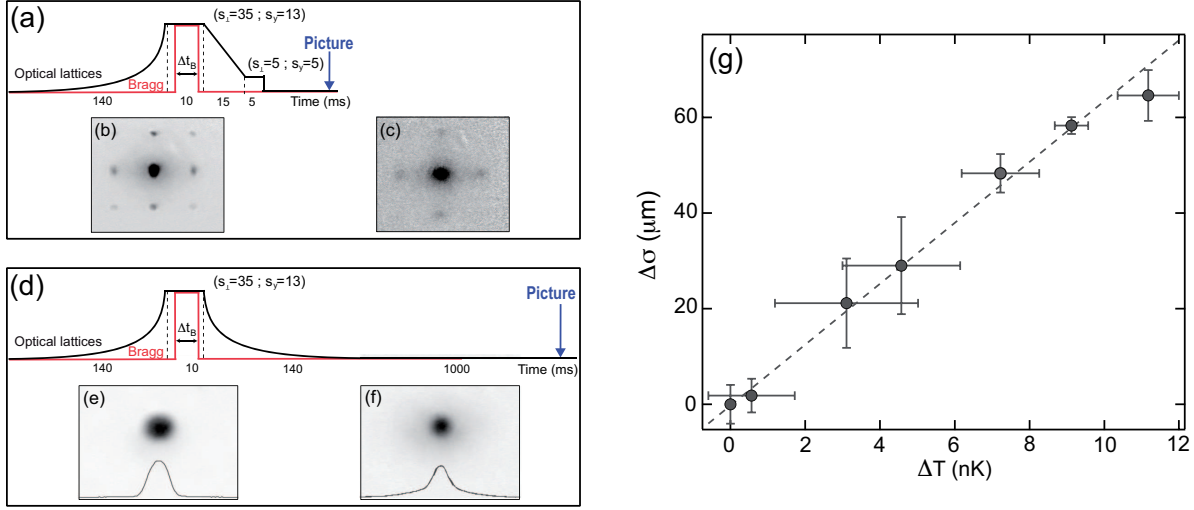 (a)
(s⊥=35 ; sy=13)
Picture
Optical lattices
ΔtB
(s⊥=5 ; sy=5)
Bragg
140
10
15
5
Time (ms)
(b)
(c)
(d)
(s⊥=35 ; sy=13)
Picture
Optical lattices
ΔtB
Bragg
140
10
140
1000
Time (ms)
(e)
(f)
(g)
60
40
20
0
Δσ (μm)
0 2 4 6 8 10 12
ΔT (nK)